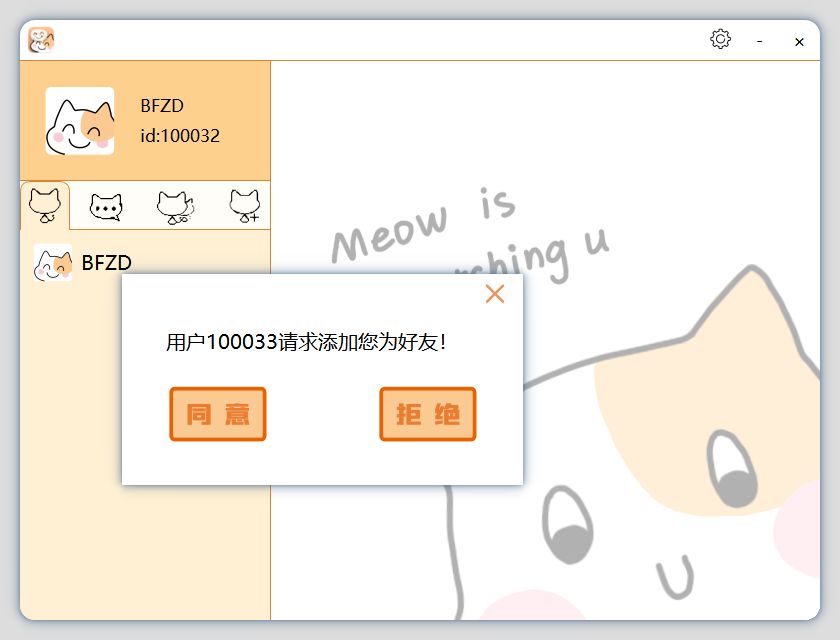 -
×
BFZD
id:100032
BFZD
Meow is
ching u
用户100033请求添加您为好友!
同意
拒绝